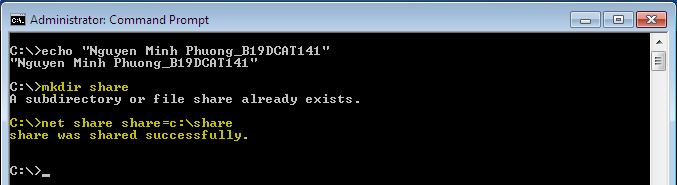 Administrator: Command Prompt
C:\>echo "Nguyen Minh Phuong_B19DCAT141"
"Nguyen Minh Phuong_B19DCAT141"
C:\>mkdir share
A subdirectory or file share already exists.
C:\>net share share=c:\share
share was shared successfully.
C:\>_